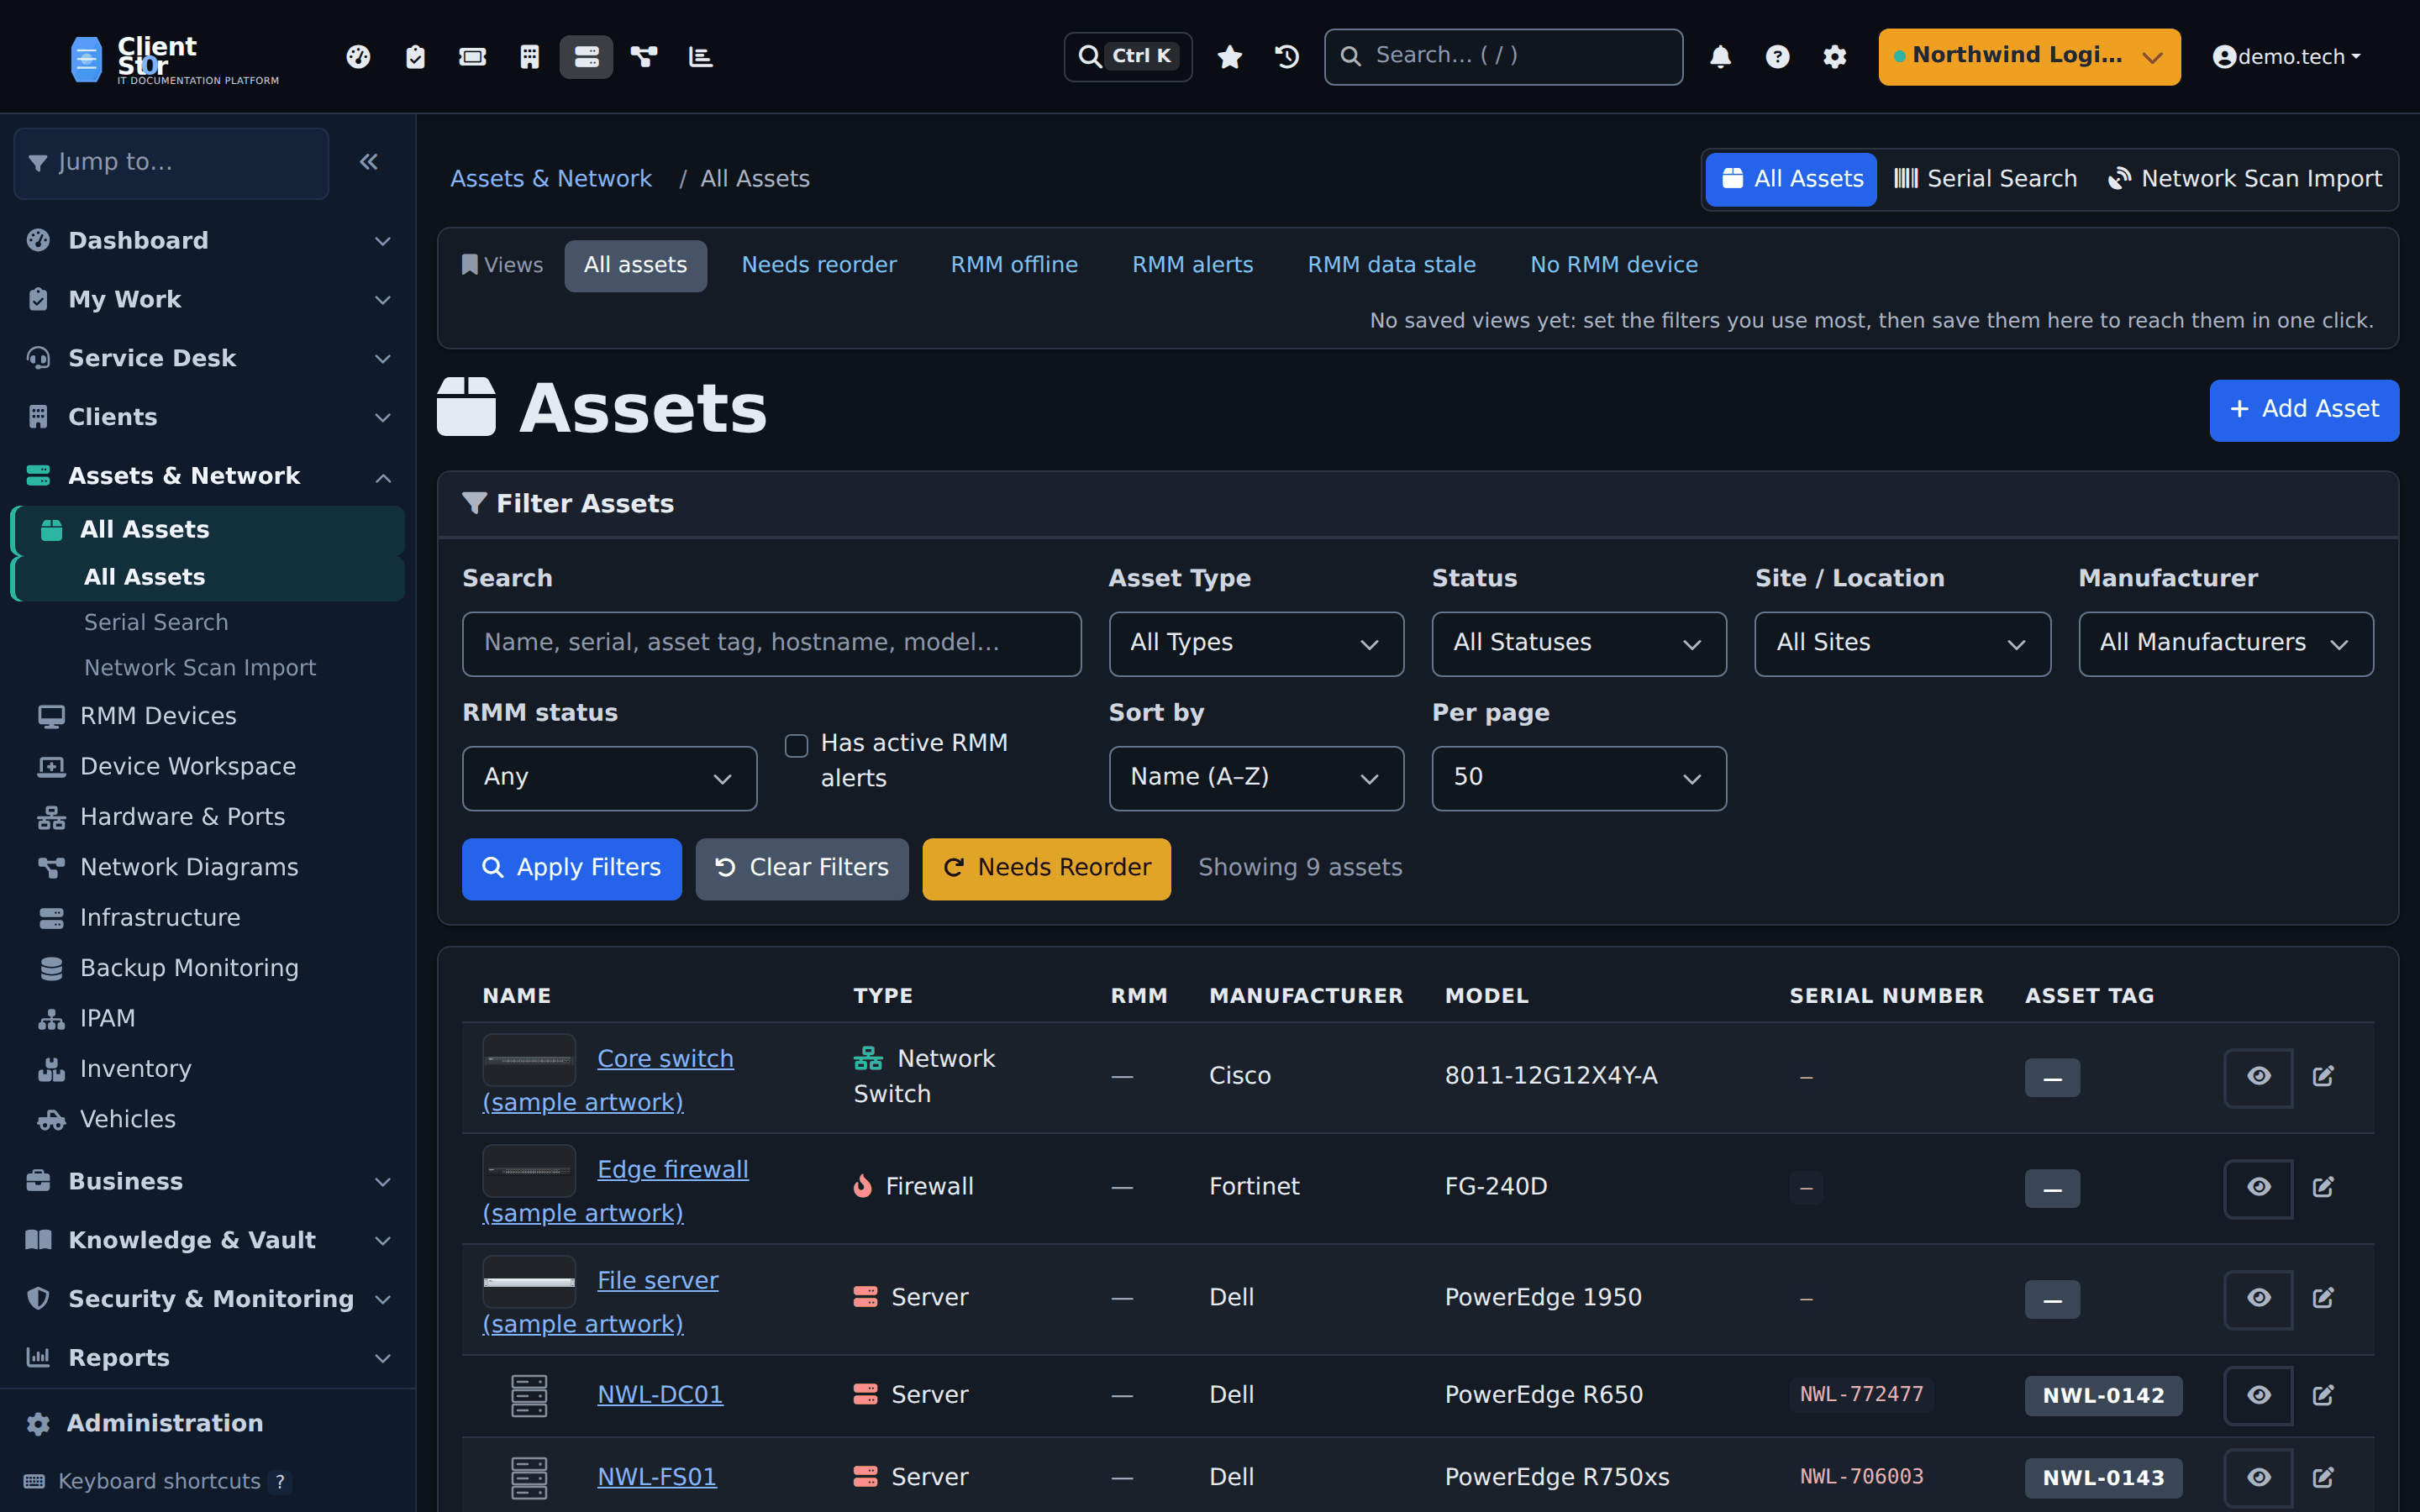 Client
St0r
IT DOCUMENTATION PLATFORM
Ctrl K
Search... ( / )
Northwind Logi...
demo.tech
Jump to...
Dashboard
My Work
Service Desk
Clients
Assets & Network
All Assets
All Assets
Serial Search
Network Scan Import
RMM Devices
Device Workspace
Hardware & Ports
Network Diagrams
Infrastructure
Backup Monitoring
IPAM
Inventory
Vehicles
Business
Knowledge & Vault
Security & Monitoring
Reports
Administration
Keyboard shortcuts ?
Assets & Network / All Assets
All Assets Serial Search Network Scan Import
Views All assets Needs reorder RMM offline RMM alerts RMM data stale No RMM device
No saved views yet: set the filters you use most, then save them here to reach them in one click.
Assets
+ Add Asset
Filter Assets
Search Asset Type Status Site / Location Manufacturer
Name, serial, asset tag, hostname, model... All Types All Statuses All Sites All Manufacturers
RMM status Sort by Per page
Any Has active RMM alerts Name (A–Z) 50
Apply Filters Clear Filters Needs Reorder Showing 9 assets
NAME TYPE RMM MANUFACTURER MODEL SERIAL NUMBER ASSET TAG
Core switch (sample artwork) Network Switch — Cisco 8011-12G12X4Y-A — —
Edge firewall (sample artwork) Firewall — Fortinet FG-240D — —
File server (sample artwork) Server — Dell PowerEdge 1950 — —
NWL-DC01 Server — Dell PowerEdge R650 NWL-772477 NWL-0142
NWL-FS01 Server — Dell PowerEdge R750xs NWL-706003 NWL-0143